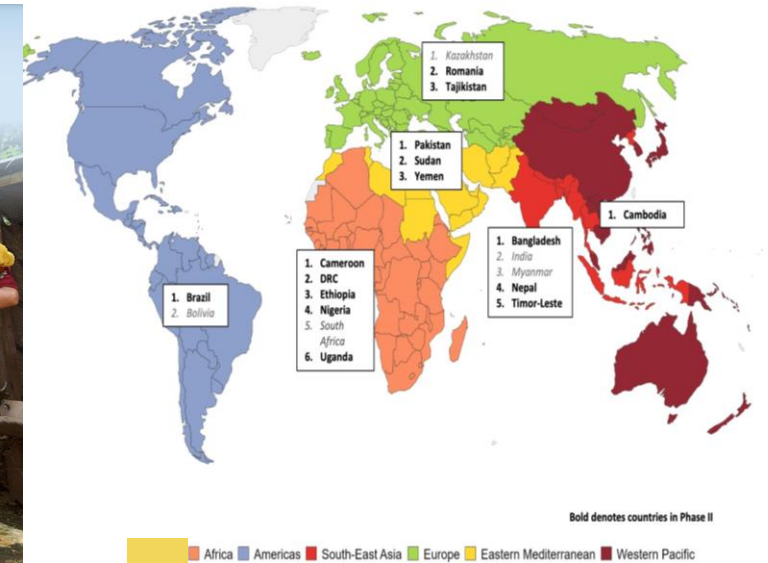 1. Kazakhstan
2. Romania
3. Tajikistan
1. Pakistan
2. Sudan
3. Yemen
1. Cambodia
1. Bangladesh
2. India
3. Myanmar
4. Nepal
5. Timor-Leste
1. Cameroon
2. DRC
3. Ethiopia
4. Nigeria
5. South
Africa
6. Uganda
1. Brazil
2. Bolivia
Bold denotes countries in Phase II
Africa Americas South-East Asia Europe Eastern Mediterranean Western Pacific